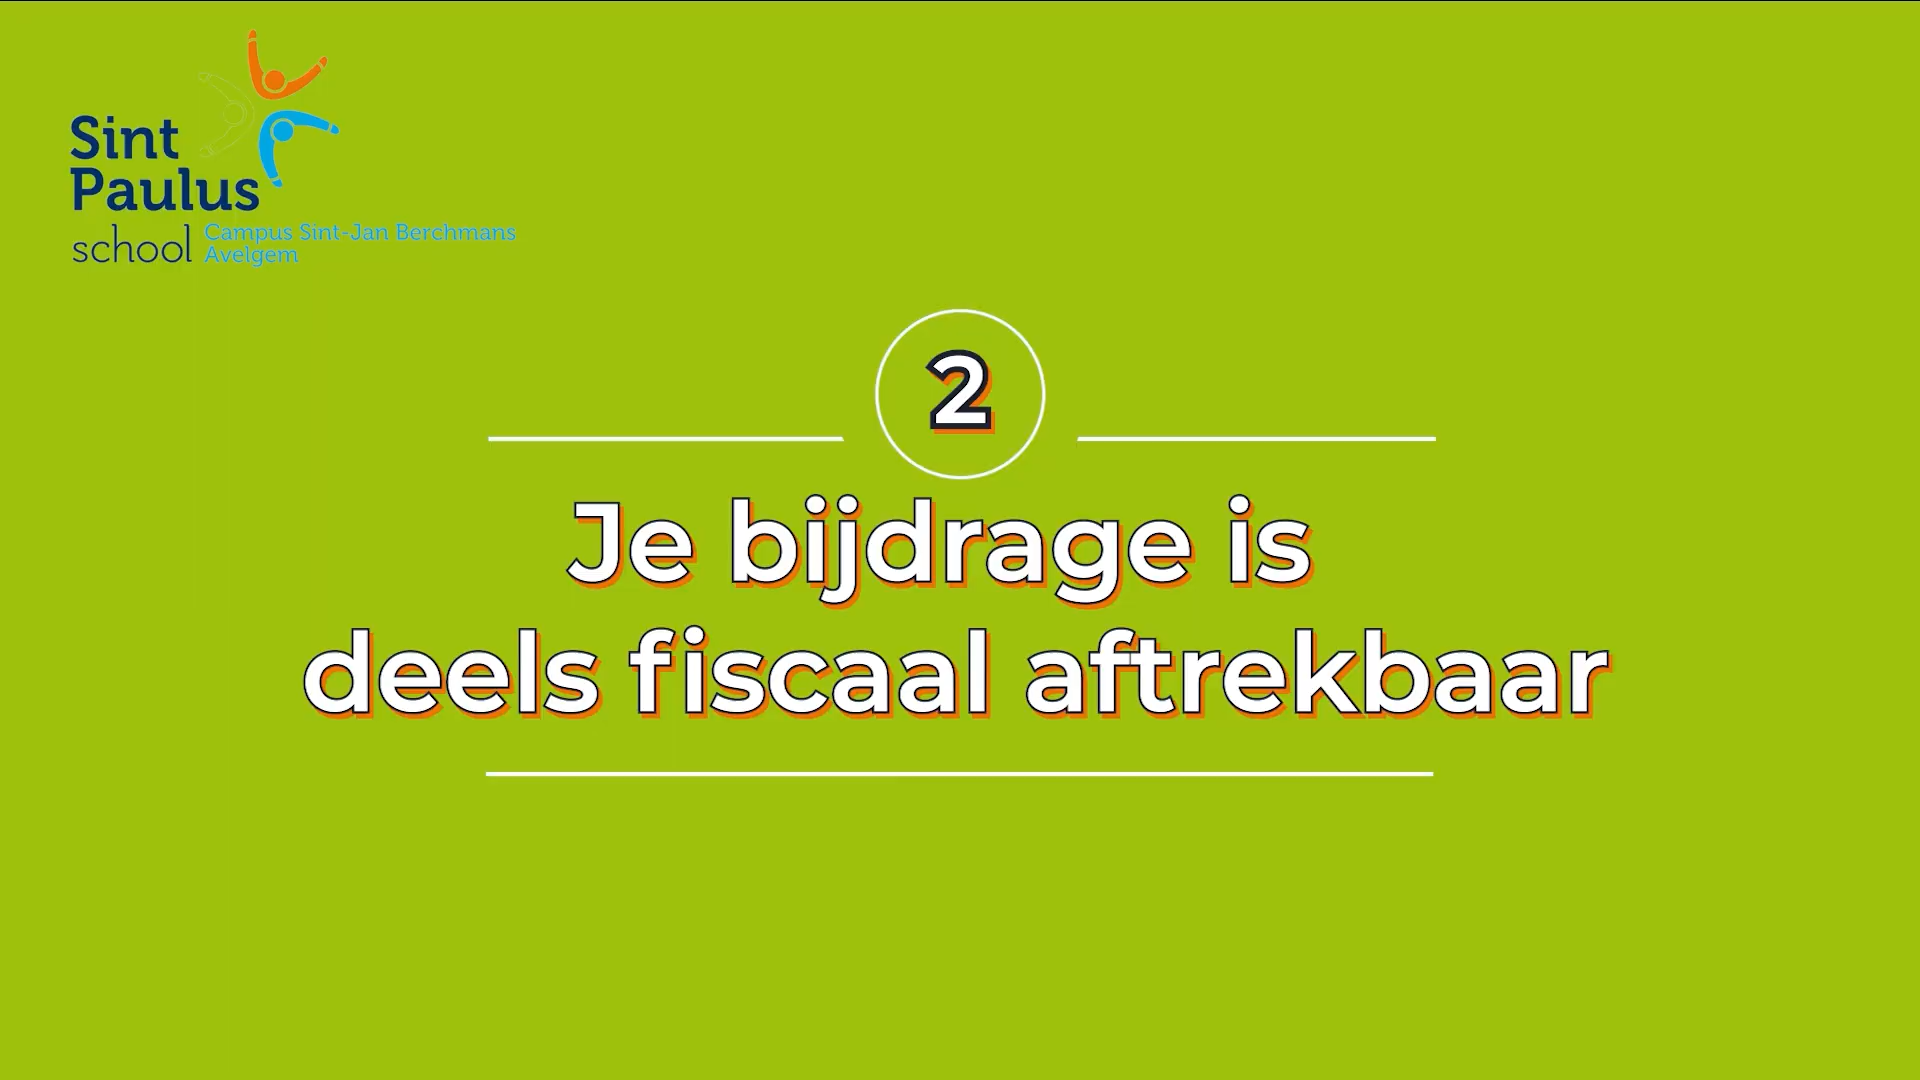 Sint
Paulus
school Campus Sint-Jan Berchmans
Avelgem
2
Je bijdrage is
deels fiscaal aftrekbaar